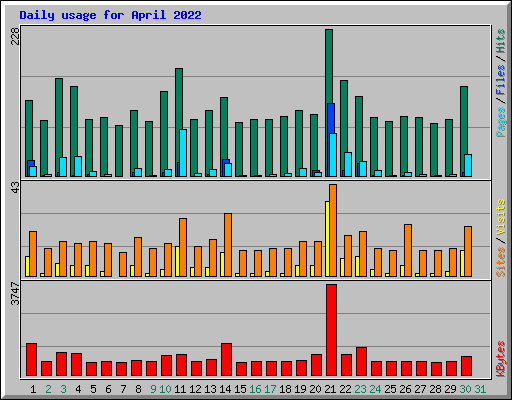 Daily usage for April 2022
228
Pages / Files / Hits
43
Sites / Visits
3747
KBytes
1 2 3 4 5 6 7 8 9 10 11 12 13 14 15 16 17 18 19 20 21 22 23 24 25 26 27 28 29 30 31